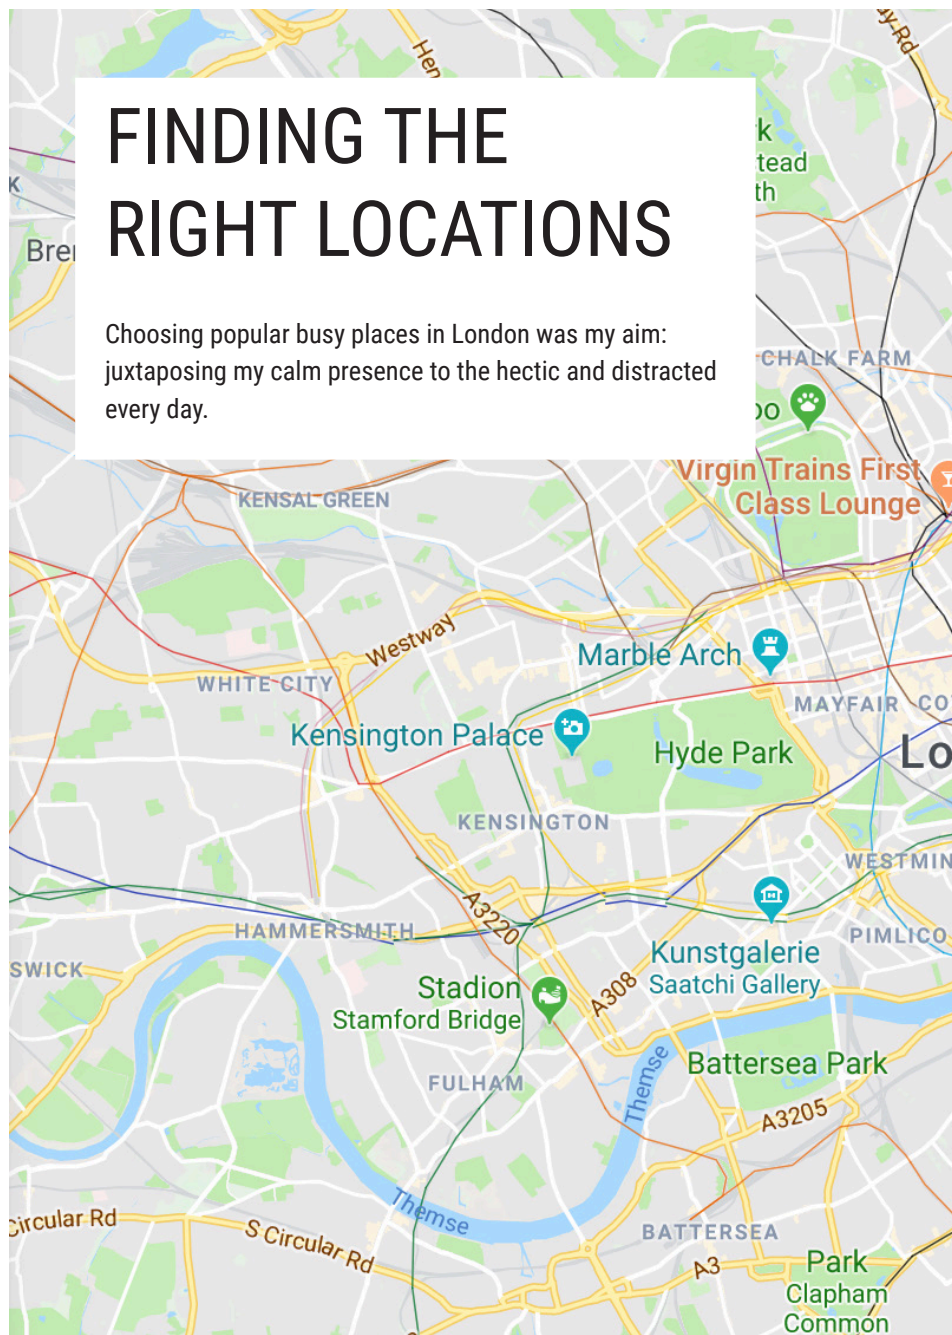 Hen
FINDING THE
RIGHT LOCATIONS
Choosing popular busy places in London was my aim:
juxtaposing my calm presence to the hectic and distracted
every day.
CHALK FARM
Virgin Trains First
Class Lounge
KENSAL GREEN
Westway
Marble Arch
WHITE CITY
MAYFAIR CO
Kensington Palace
Hyde Park
Lo
KENSINGTON
WESTMIN
A3220
HAMMERSMITH
PIMLICO
Kunstgalerie
Saatchi Gallery
SWICK
Stadion
Stamford Bridge
A308
Themse
Battersea Park
FULHAM
A3205
Themse
Circular Rd
S Circular Rd
BATTERSEA
A3
Park
Clapham
Common